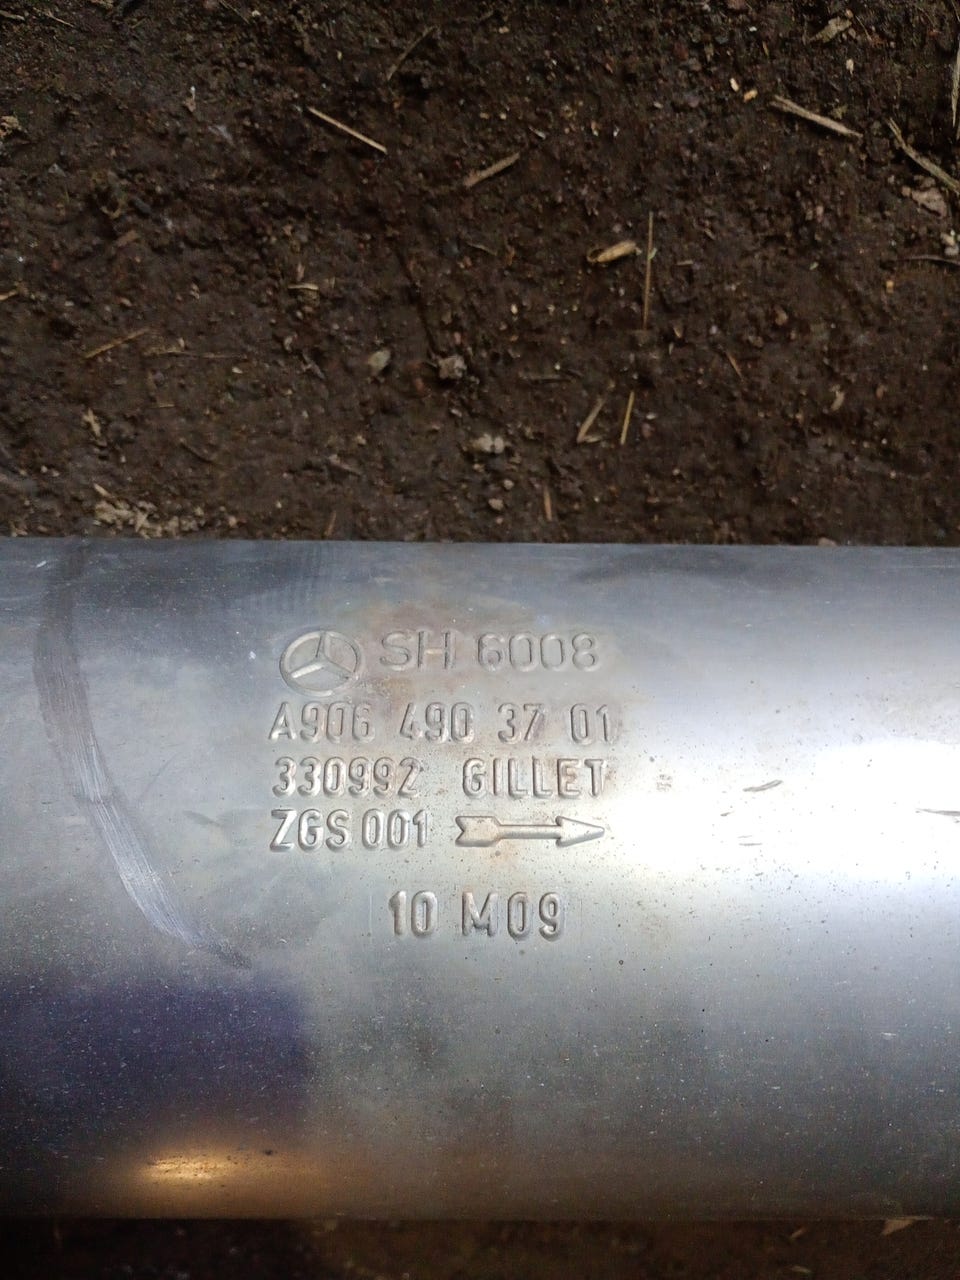 SH 6008
A906 490 37 01
330992 GILLET
ZGS 001
10 M09